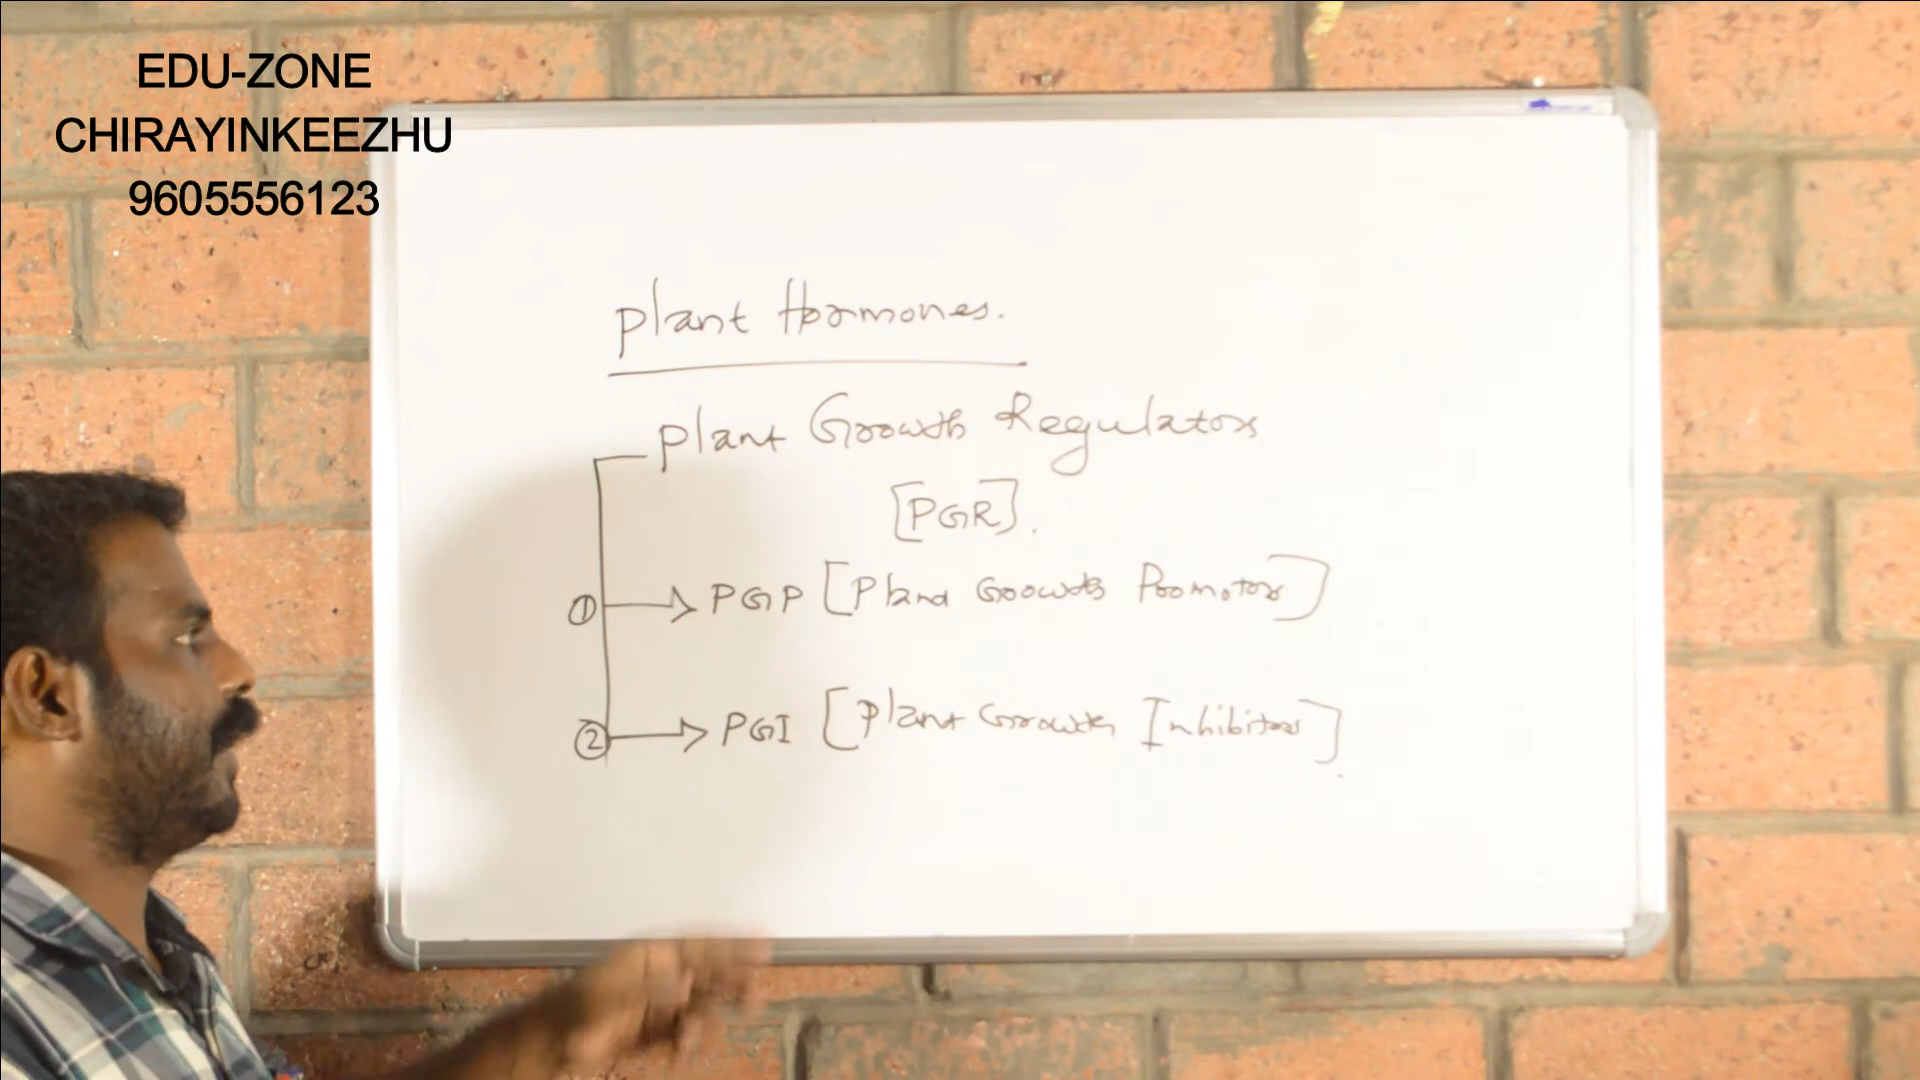 EDU-ZONE
CHIRAYINKEEZHU
9605556123
Plant Hormones.
Plant Growth Regulators
[PGR].
① → PGP [Plant Growth Promotors]
② → PGI [Plant Growth Inhibitors].